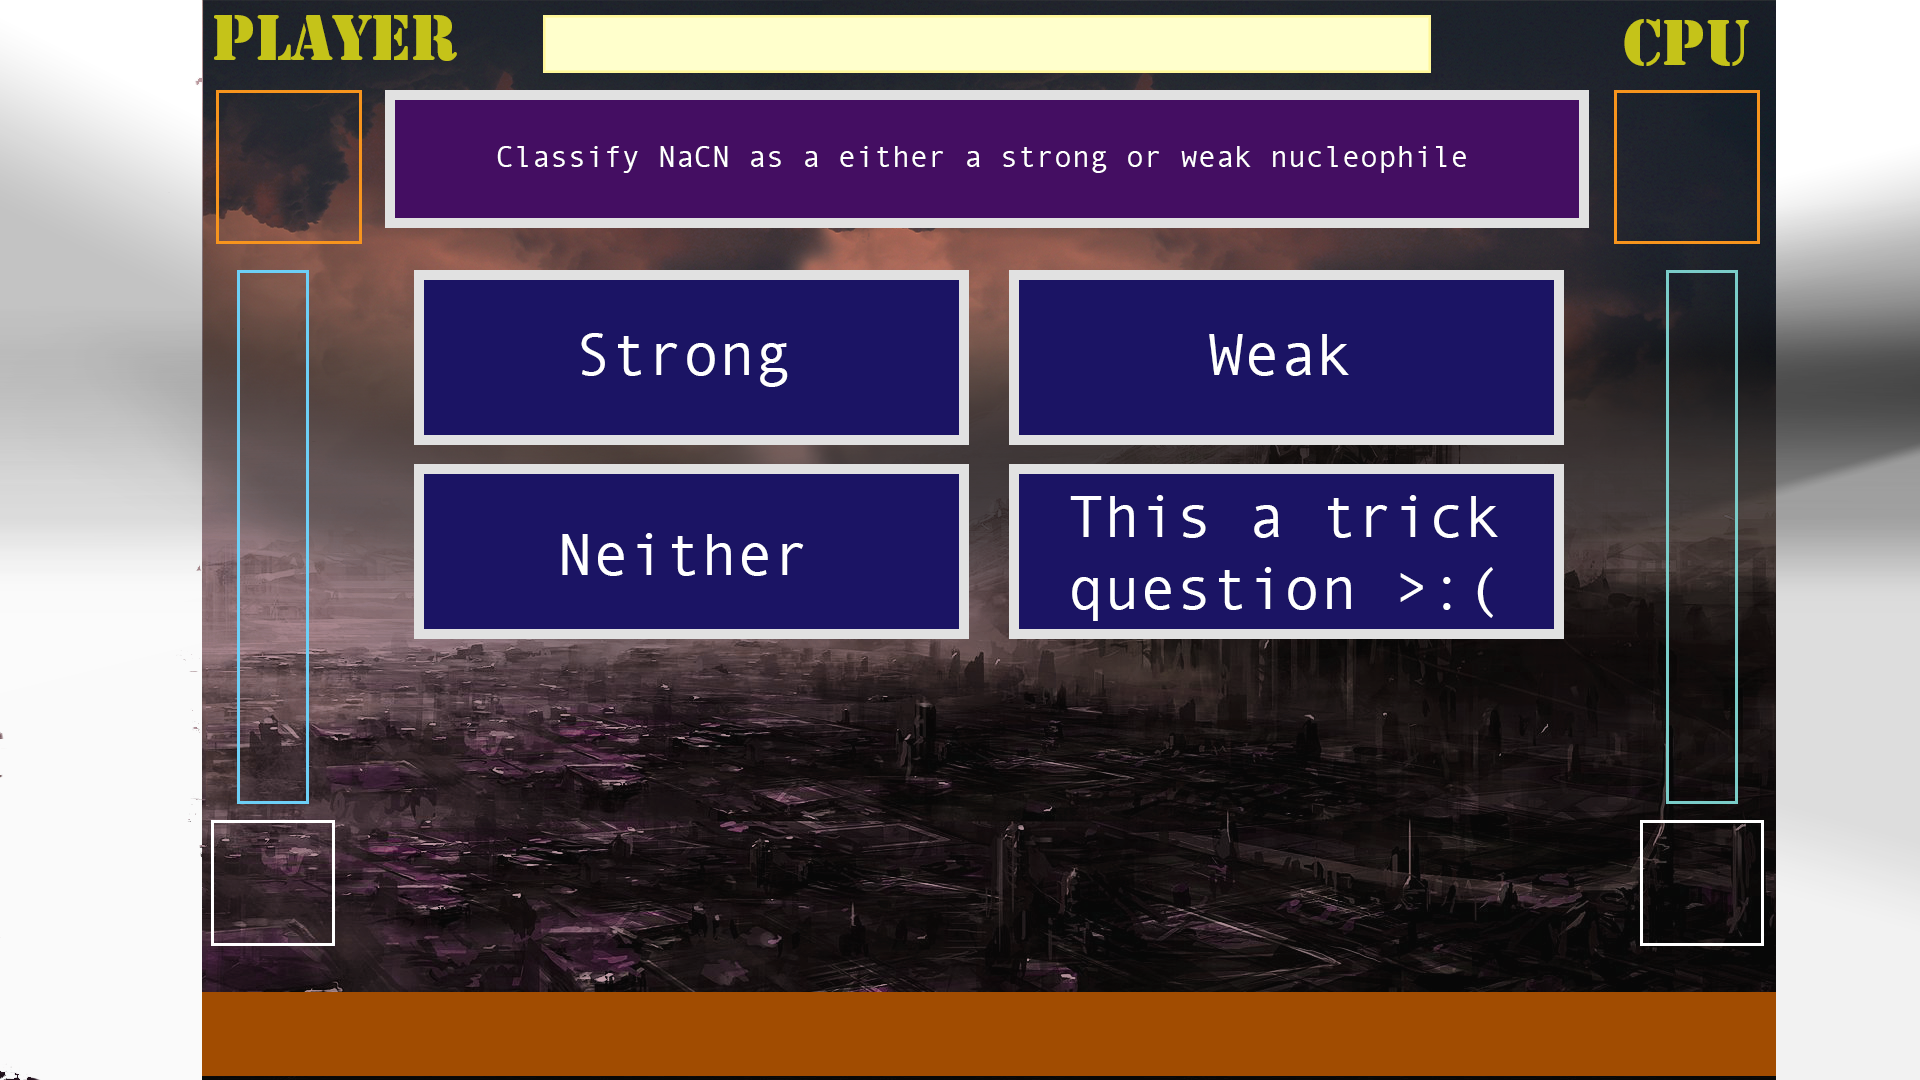 PLAYER
CPU
Classify NaCN as a either a strong or weak nucleophile
Strong
Weak
Neither
This a trick
question >:(